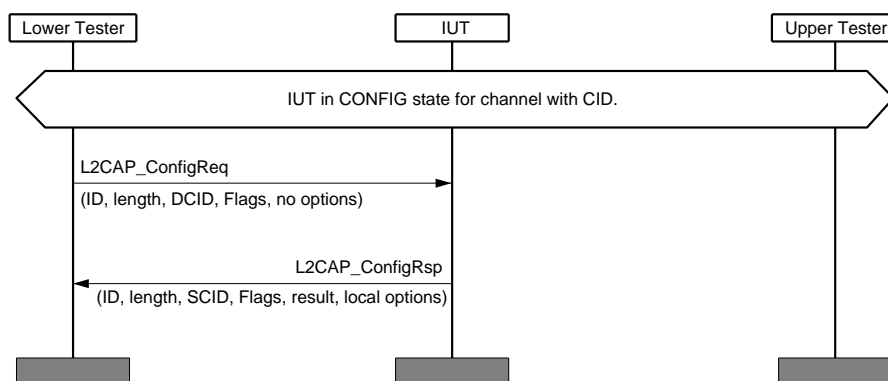 Lower Tester
IUT
Upper Tester
IUT in CONFIG state for channel with CID.
L2CAP_ConfigReq
(ID, length, DCID, Flags, no options)
L2CAP_ConfigRsp
(ID, length, SCID, Flags, result, local options)